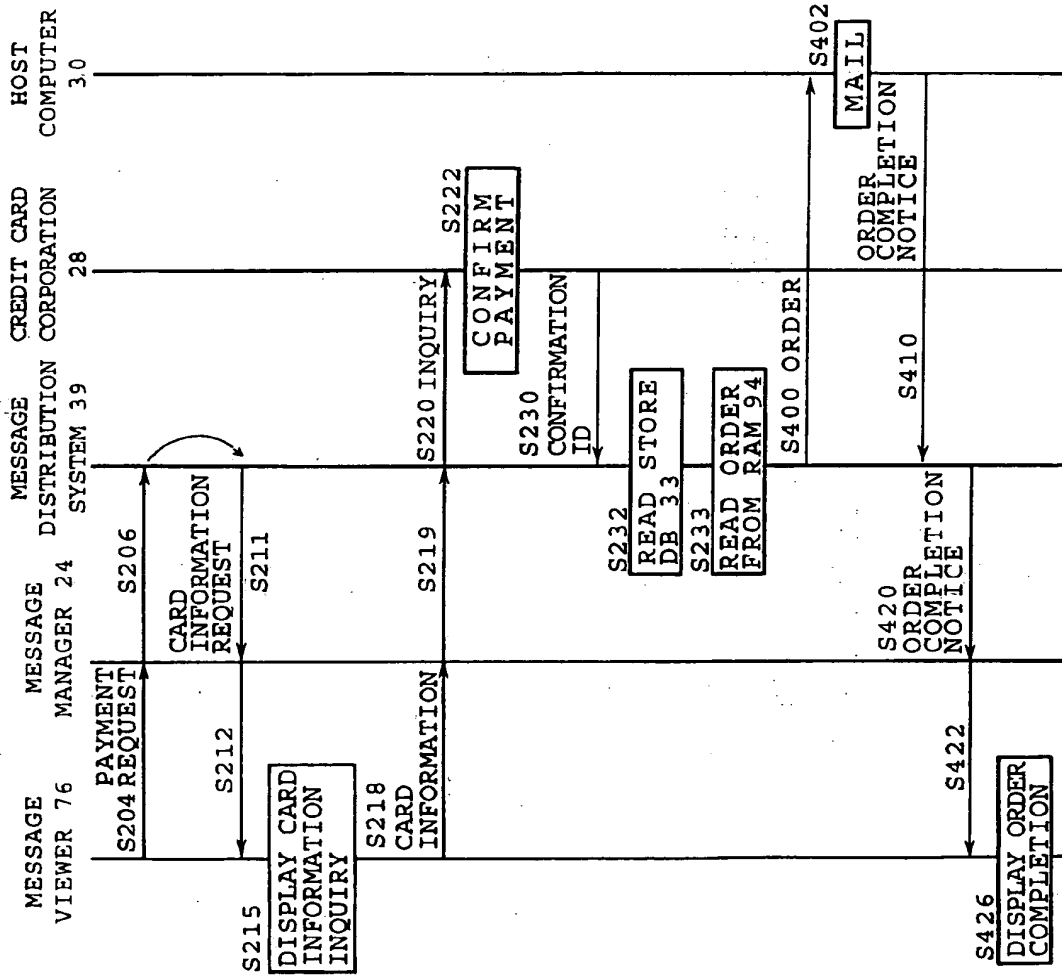 MESSAGE
VIEWER 76
MESSAGE
MANAGER 24
MESSAGE
DISTRIBUTION
SYSTEM 39
CREDIT CARD
CORPORATION
28
HOST
COMPUTER
3.0
PAYMENT
S204 REQUEST
S206
CARD
INFORMATION
REQUEST
S211
S212
S215
DISPLAY CARD
INFORMATION
INQUIRY
S218
CARD
INFORMATION
S219
S220 INQUIRY
S222
CONFIRM
PAYMENT
S230
CONFIRMATION
ID
S232
READ STORE
DB 33
S233
READ ORDER
FROM RAM 94
S400 ORDER
S402
MAIL
ORDER
COMPLETION
NOTICE
S410
S420
ORDER
COMPLETION
NOTICE
S422
S426
DISPLAY ORDER
COMPLETION